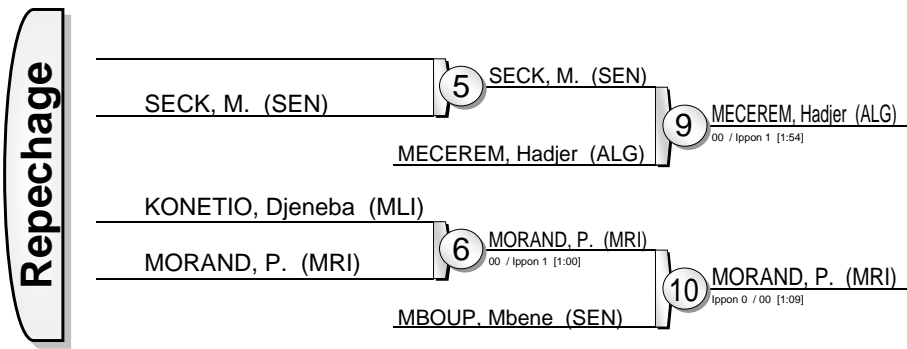 Repechage
SECK, M. (SEN)
5
SECK, M. (SEN)
MECEREM, Hadjer (ALG)
9
MECEREM, Hadjer (ALG)
00 / Ippon 1 [1:54]
KONETIO, Djeneba (MLI)
MORAND, P. (MRI)
6
MORAND, P. (MRI)
00 / Ippon 1 [1:00]
MBOUP, Mbene (SEN)
10
MORAND, P. (MRI)
Ippon 0 / 00 [1:09]